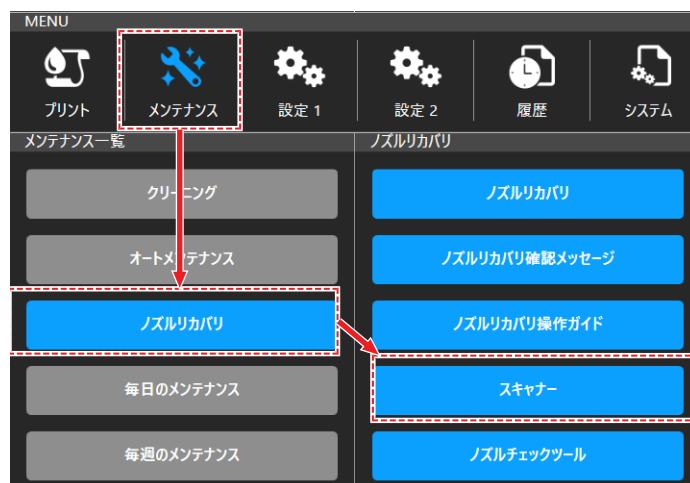 MENU
プリント
メンテナンス
設定 1
設定 2
履歴
システム
メンテナンス一覧
ノズルリカバリ
クリーニング
ノズルリカバリ
オートメンテナンス
ノズルリカバリ確認メッセージ
ノズルリカバリ
ノズルリカバリ操作ガイド
毎日のメンテナンス
スキャナー
毎週のメンテナンス
ノズルチェックツール